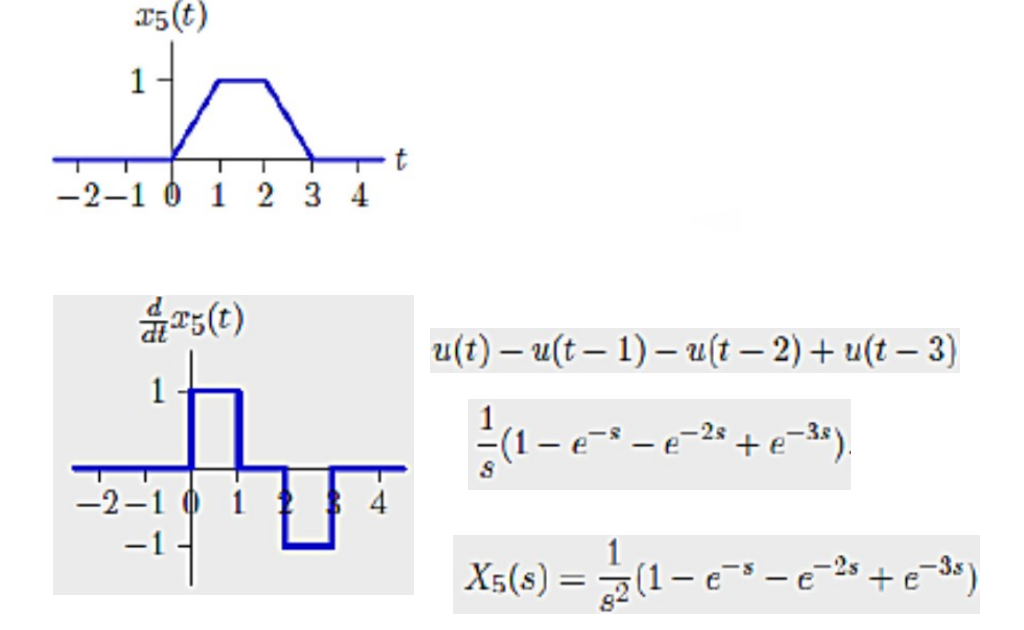 x₅(t)
1
t
−2 −1 0 1 2 3 4
d/dt x₅(t)
1
−2 −1 0 1 2 3 4
−1
u(t) − u(t − 1) − u(t − 2) + u(t − 3)
1/s (1 − e^{−s} − e^{−2s} + e^{−3s}).
X₅(s) = 1/s² (1 − e^{−s} − e^{−2s} + e^{−3s})